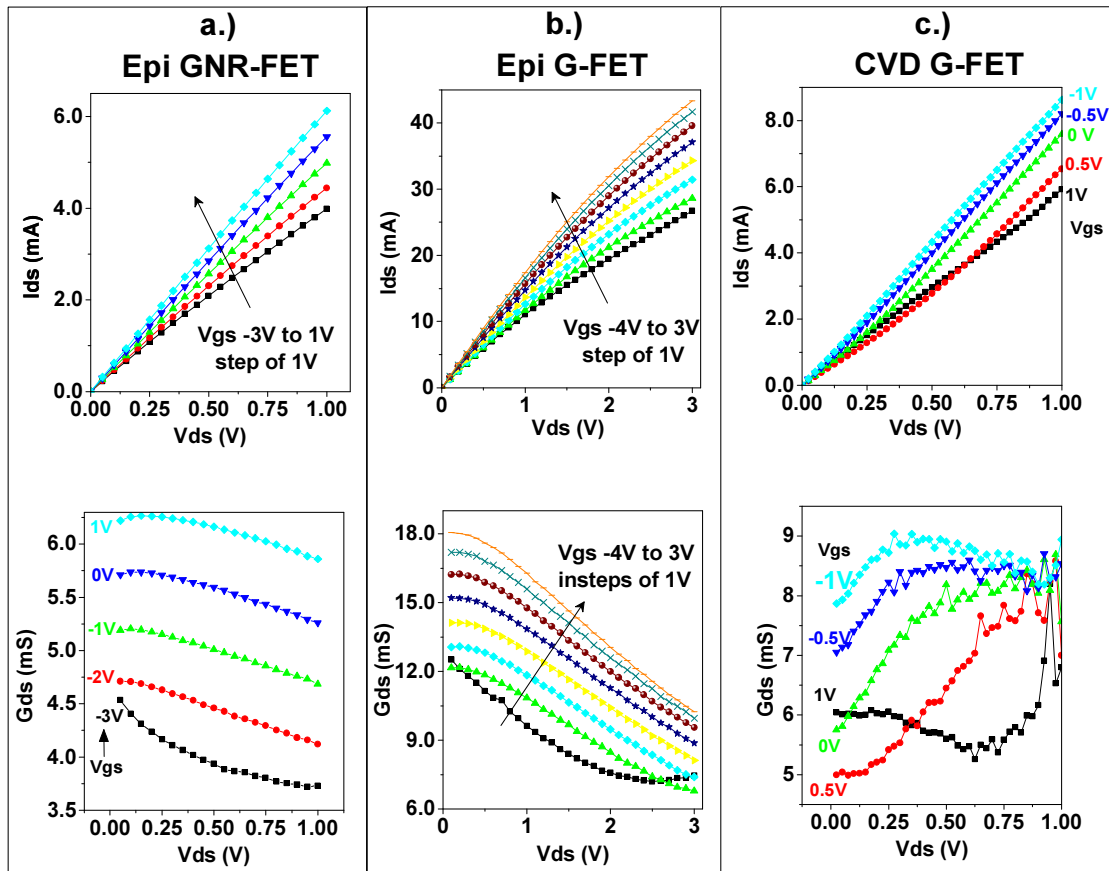 a.)
Epi GNR-FET
6.0
4.0
2.0
0.0
Ids (mA)
Vgs -3V to 1V
step of 1V
0.00 0.25 0.50 0.75 1.00
Vds (V)
6.0
5.5
5.0
4.5
4.0
3.5
Gds (mS)
1V
0V
-1V
-2V
-3V
Vgs
0.00 0.25 0.50 0.75 1.00
Vds (V)
b.)
Epi G-FET
40
30
20
10
0
Ids (mA)
Vgs -4V to 3V
step of 1V
0 1 2 3
Vds (V)
18.0
15.0
12.0
9.0
6.0
Gds (mS)
Vgs -4V to 3V
insteps of 1V
0 1 2 3
Vds (V)
c.)
CVD G-FET
8.0
6.0
4.0
2.0
0.0
Ids (mA)
-1V
-0.5V
0 V
0.5V
1V
Vgs
0.00 0.25 0.50 0.75 1.00
Vds (V)
9
8
7
6
5
Gds (mS)
Vgs
-1V
-0.5V
1V
0V
0.5V
0.00 0.25 0.50 0.75 1.00
Vds (V)